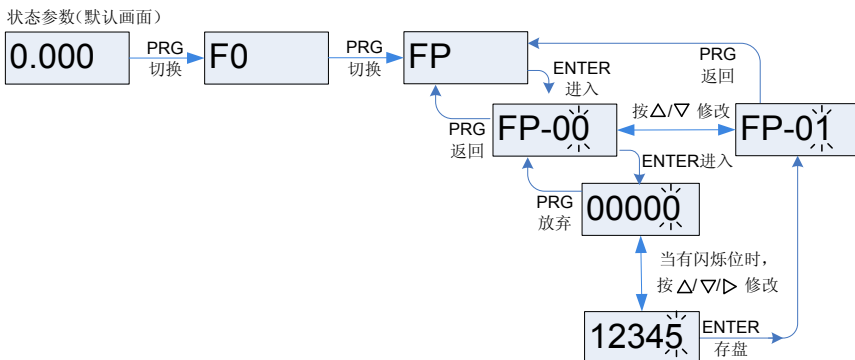 状态参数(默认画面)
0.000
PRG
切换
F0
PRG
切换
FP
ENTER
进入
PRG
返回
PRG
返回
FP-00
按△/▽ 修改
FP-01
ENTER进入
PRG
放弃
00000
当有闪烁位时，
按 △/▽/▷ 修改
12345
ENTER
存盘